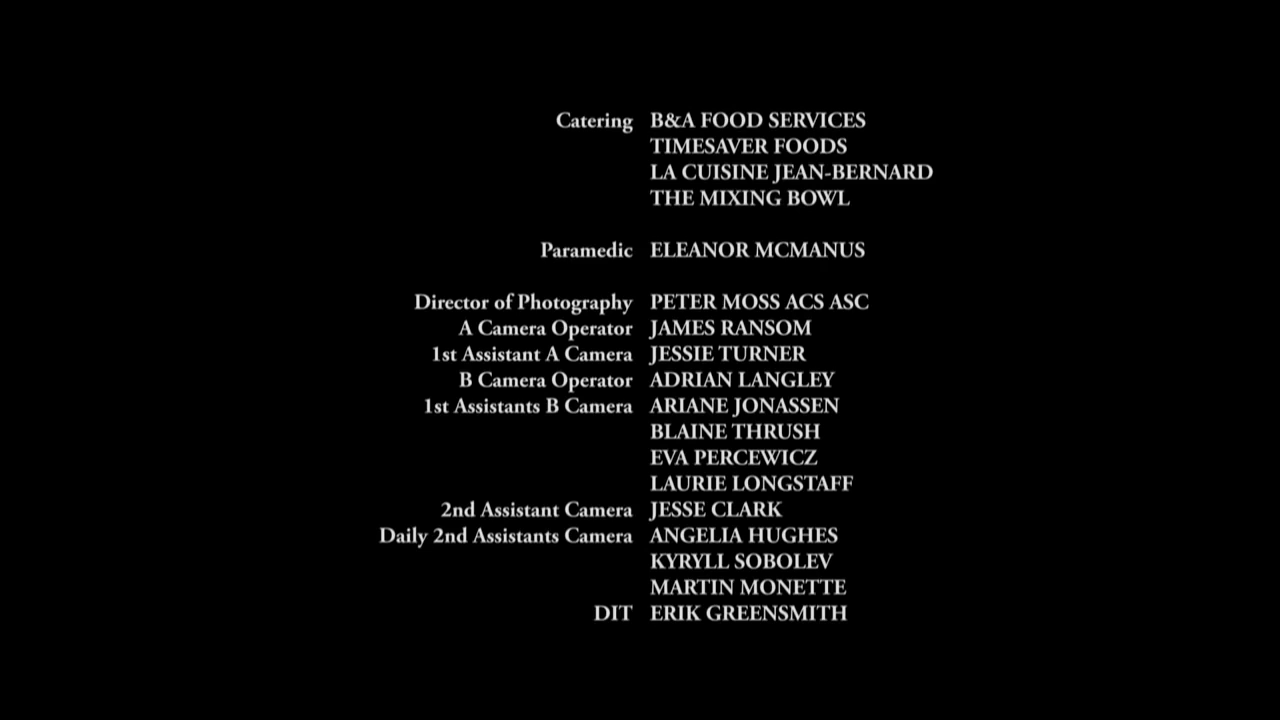 Catering B&A FOOD SERVICES
TIMESAVER FOODS
LA CUISINE JEAN-BERNARD
THE MIXING BOWL
Paramedic ELEANOR MCMANUS
Director of Photography PETER MOSS ACS ASC
A Camera Operator JAMES RANSOM
1st Assistant A Camera JESSIE TURNER
B Camera Operator ADRIAN LANGLEY
1st Assistants B Camera ARIANE JONASSEN
BLAINE THRUSH
EVA PERCEWICZ
LAURIE LONGSTAFF
2nd Assistant Camera JESSE CLARK
Daily 2nd Assistants Camera ANGELIA HUGHES
KYRYLL SOBOLEV
MARTIN MONETTE
DIT ERIK GREENSMITH